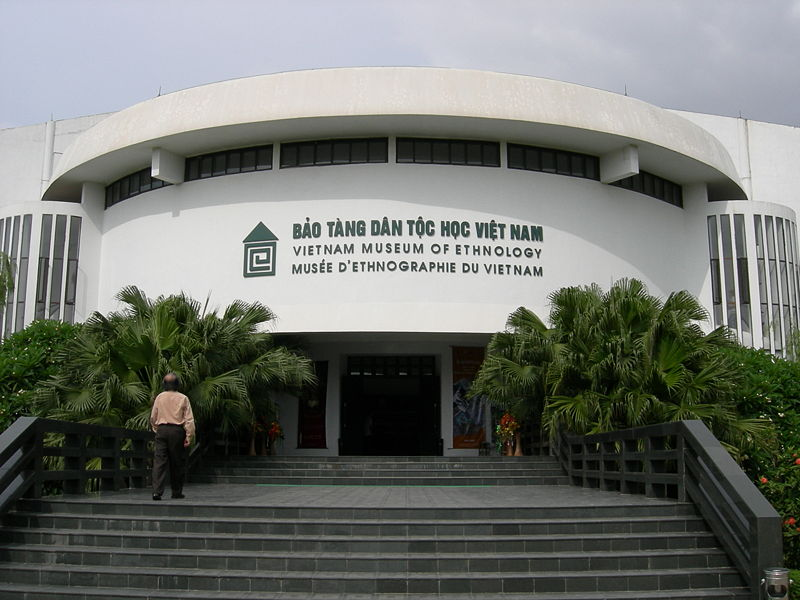 BẢO TÀNG DÂN TỘC HỌC VIỆT NAM
VIETNAM MUSEUM OF ETHNOLOGY
MUSÉE D'ETHNOGRAPHIE DU VIETNAM